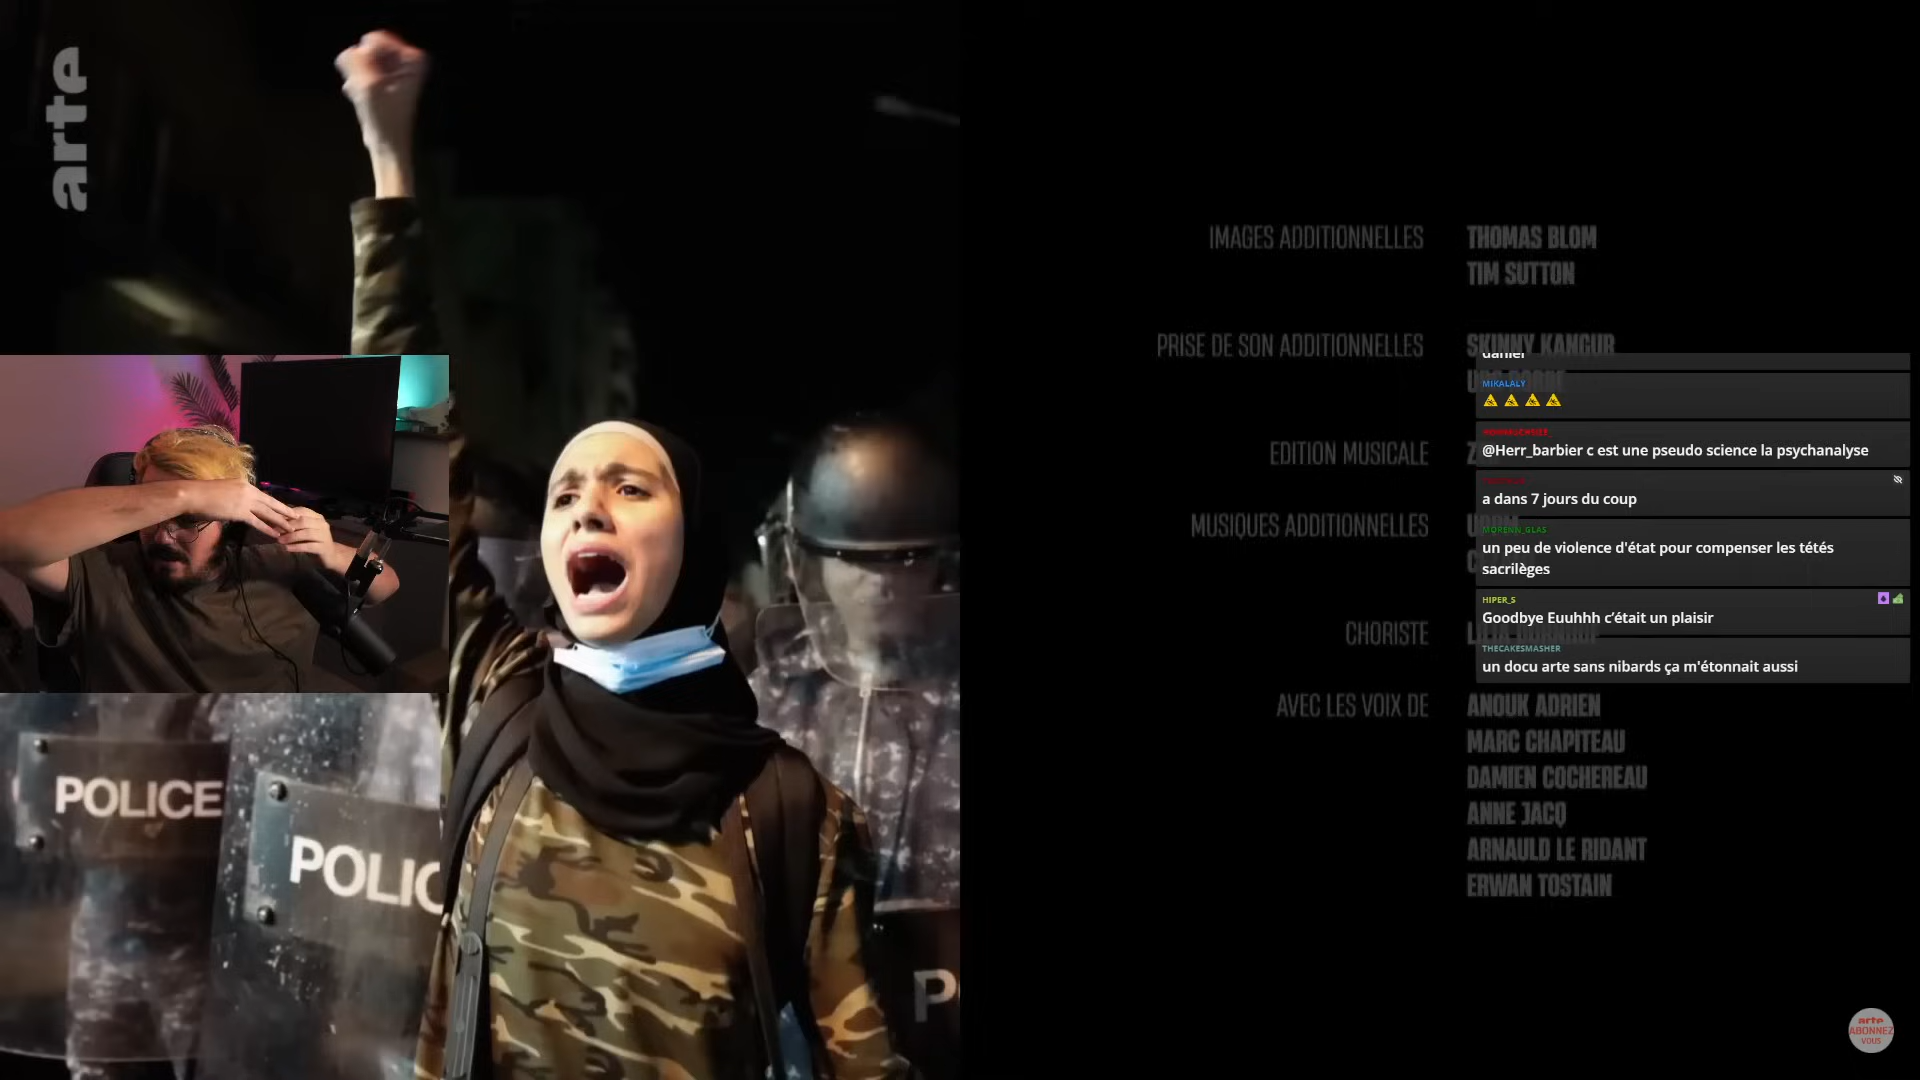 arte
POLICE
POLIC
P
IMAGES ADDITIONNELLES THOMAS BLOM
TIM SUTTON
PRISE DE SON ADDITIONNELLES SKINNY KANGUR
EDITION MUSICALE
MUSIQUES ADDITIONNELLES
CHORISTE
AVEC LES VOIX DE ANOUK ADRIEN
MARC CHAPITEAU
DAMIEN COCHEREAU
ANNE JACQ
ARNAULD LE RIDANT
ERWAN TOSTAIN
daniel
MIKALALY
@Herr_barbier c est une pseudo science la psychanalyse
a dans 7 jours du coup
MORENN_GLAS
un peu de violence d'état pour compenser les tétés
sacrilèges
HIPER_S
Goodbye Euuhhh c’était un plaisir
THECAKESMASHER
un docu arte sans nibards ça m'étonnait aussi
arte
ABONNEZ
VOUS